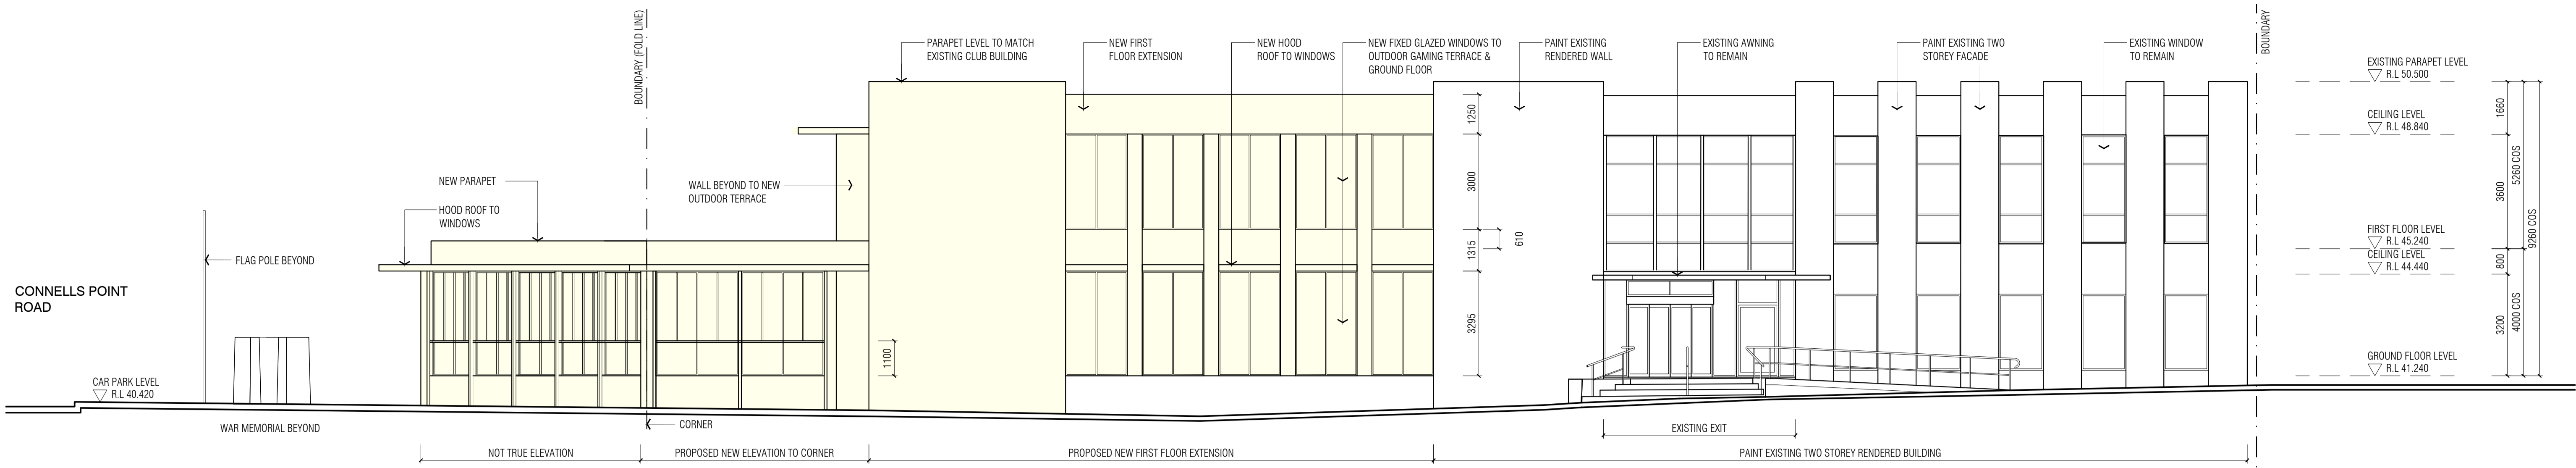 BOUNDARY (FOLD LINE)
BOUNDARY
PARAPET LEVEL TO MATCH
EXISTING CLUB BUILDING
NEW FIRST
FLOOR EXTENSION
NEW HOOD
ROOF TO WINDOWS
NEW FIXED GLAZED WINDOWS TO
OUTDOOR GAMING TERRACE &
GROUND FLOOR
PAINT EXISTING
RENDERED WALL
EXISTING AWNING
TO REMAIN
PAINT EXISTING TWO
STOREY FACADE
EXISTING WINDOW
TO REMAIN
EXISTING PARAPET LEVEL
R.L 50.500
CEILING LEVEL
R.L 48.840
FIRST FLOOR LEVEL
R.L 45.240
CEILING LEVEL
R.L 44.440
GROUND FLOOR LEVEL
R.L 41.240
1660
3600
800
3200
5260 COS
4000 COS
9260 COS
1250
3000
1315
610
3295
1100
NEW PARAPET
HOOD ROOF TO
WINDOWS
WALL BEYOND TO NEW
OUTDOOR TERRACE
FLAG POLE BEYOND
CONNELLS POINT
ROAD
CAR PARK LEVEL
R.L 40.420
WAR MEMORIAL BEYOND
CORNER
EXISTING EXIT
NOT TRUE ELEVATION
PROPOSED NEW ELEVATION TO CORNER
PROPOSED NEW FIRST FLOOR EXTENSION
PAINT EXISTING TWO STOREY RENDERED BUILDING